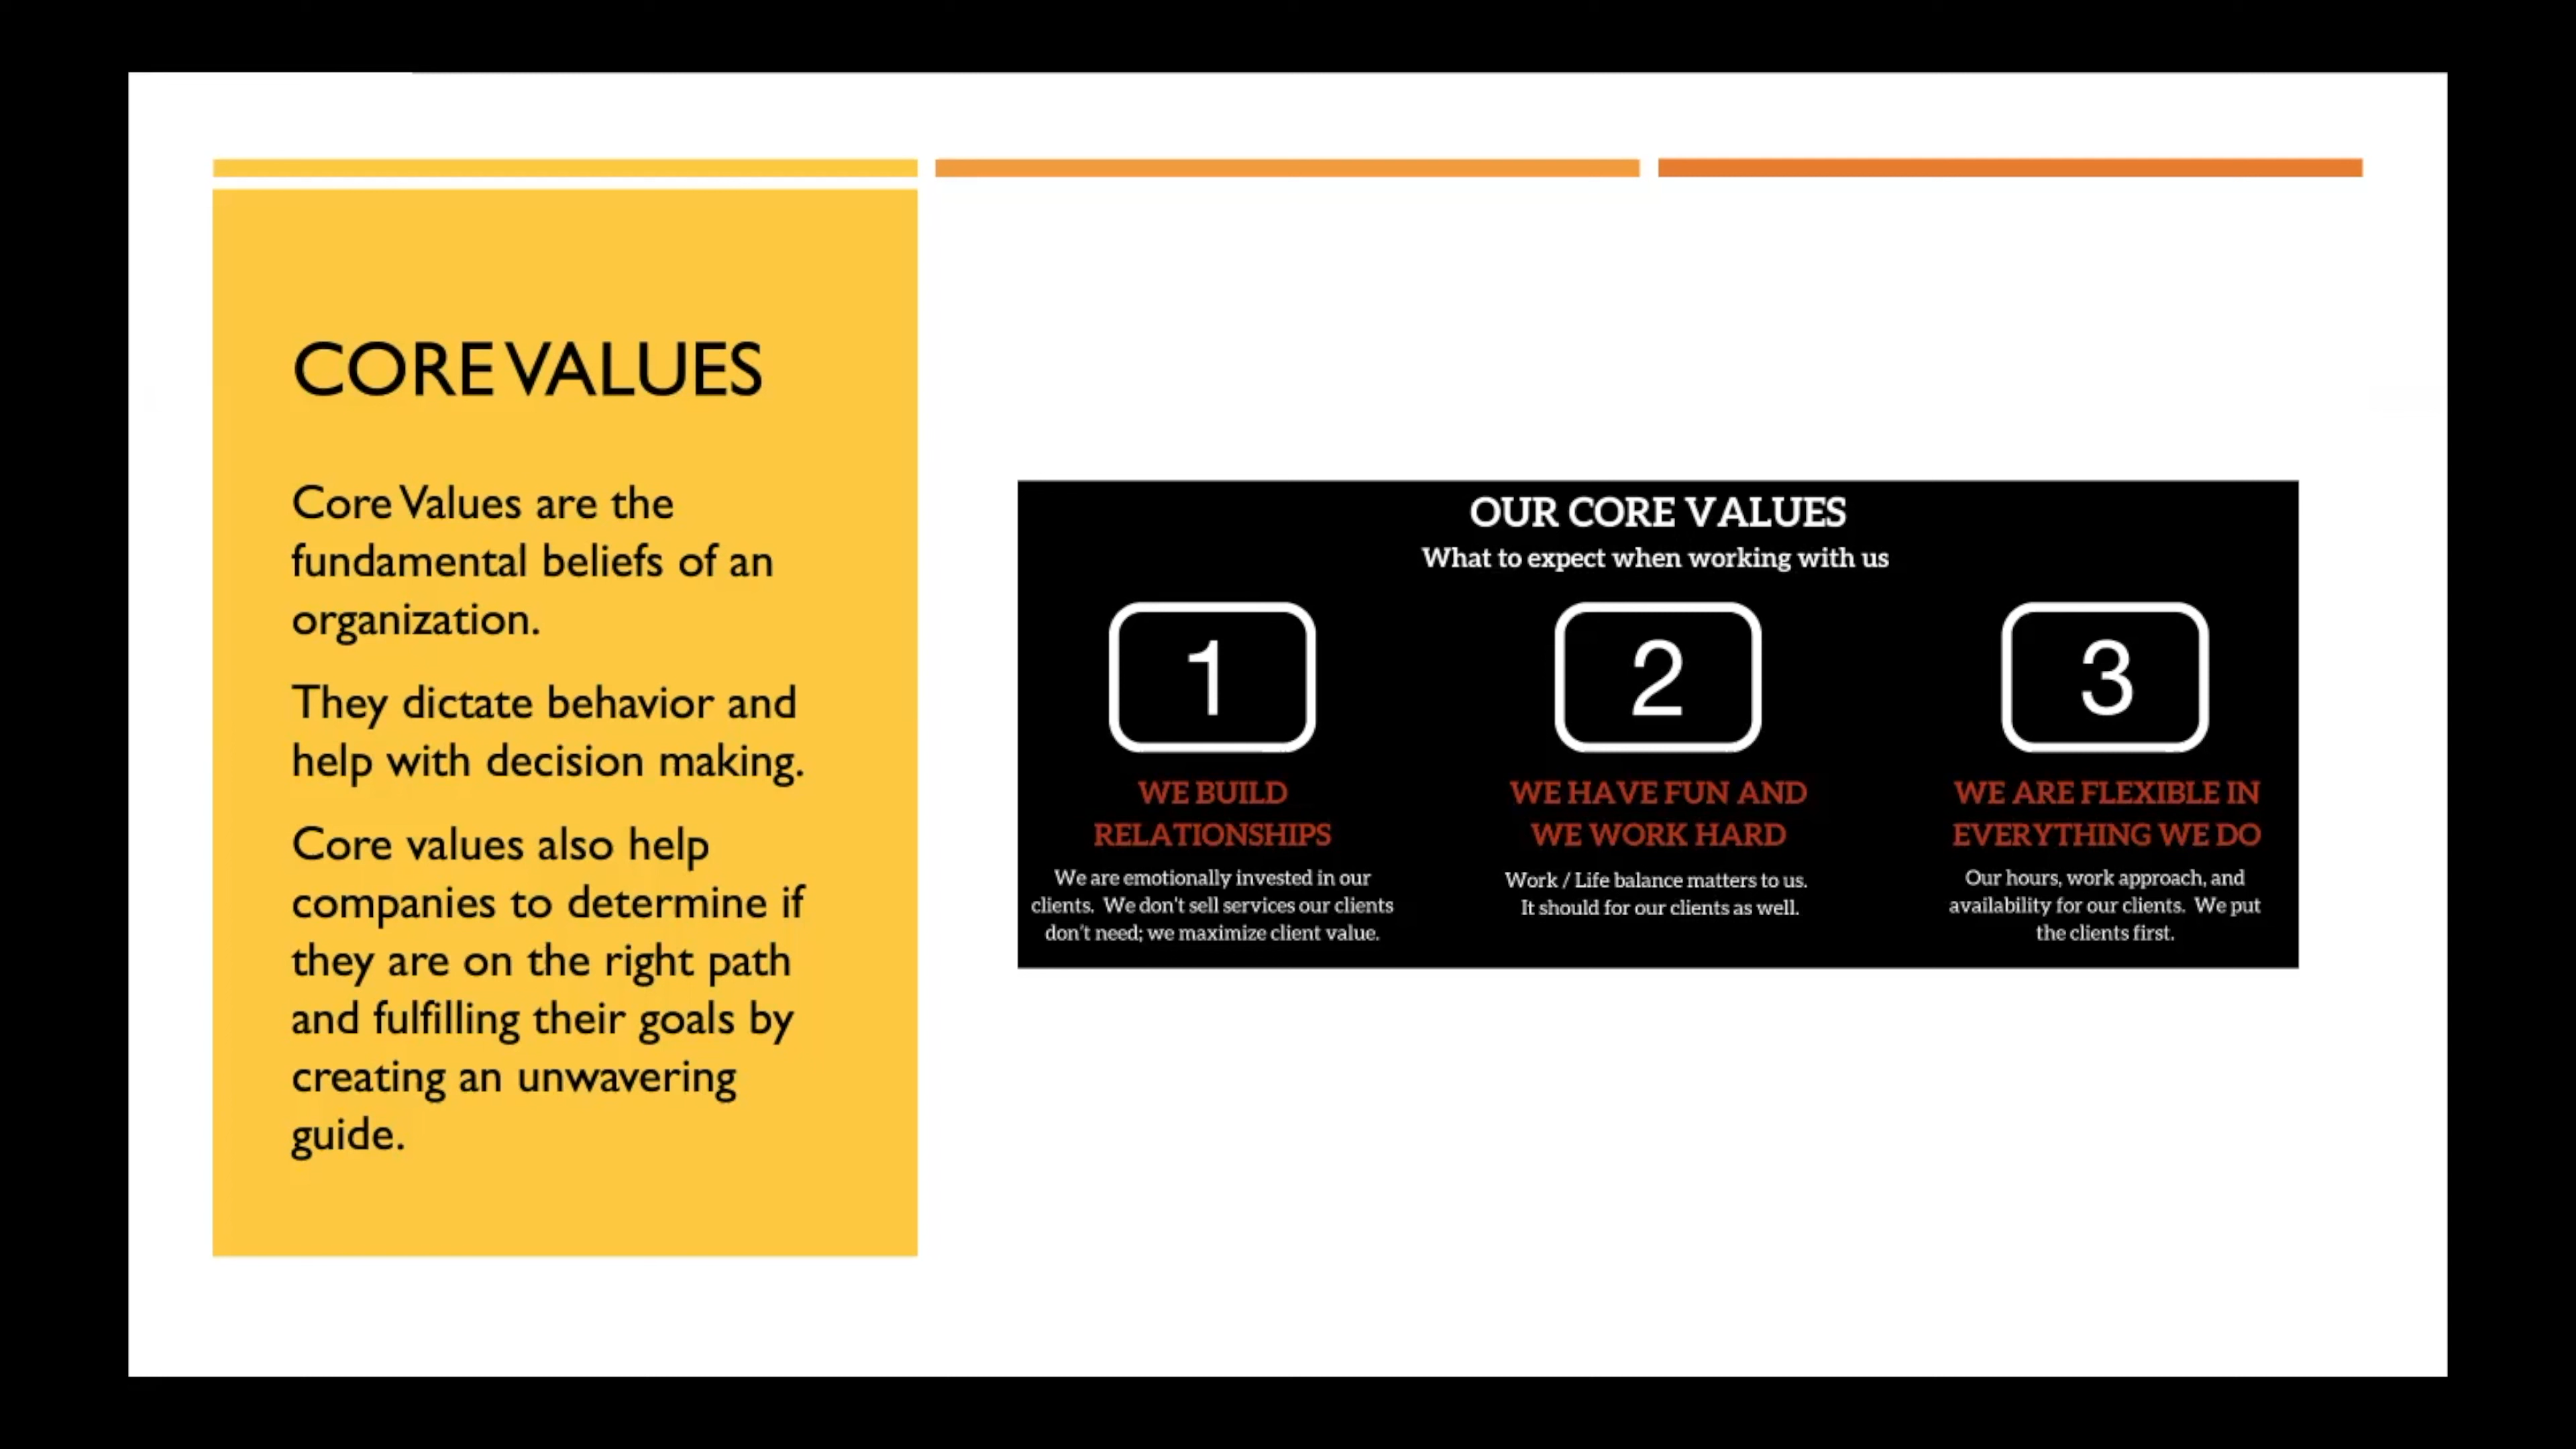 CORE VALUES
Core Values are the
fundamental beliefs of an
organization.
They dictate behavior and
help with decision making.
Core values also help
companies to determine if
they are on the right path
and fulfilling their goals by
creating an unwavering
guide.
OUR CORE VALUES
What to expect when working with us
1
WE BUILD
RELATIONSHIPS
We are emotionally invested in our
clients. We don't sell services our clients
don't need; we maximize client value.
2
WE HAVE FUN AND
WE WORK HARD
Work / Life balance matters to us.
It should for our clients as well.
3
WE ARE FLEXIBLE IN
EVERYTHING WE DO
Our hours, work approach, and
availability for our clients. We put
the clients first.